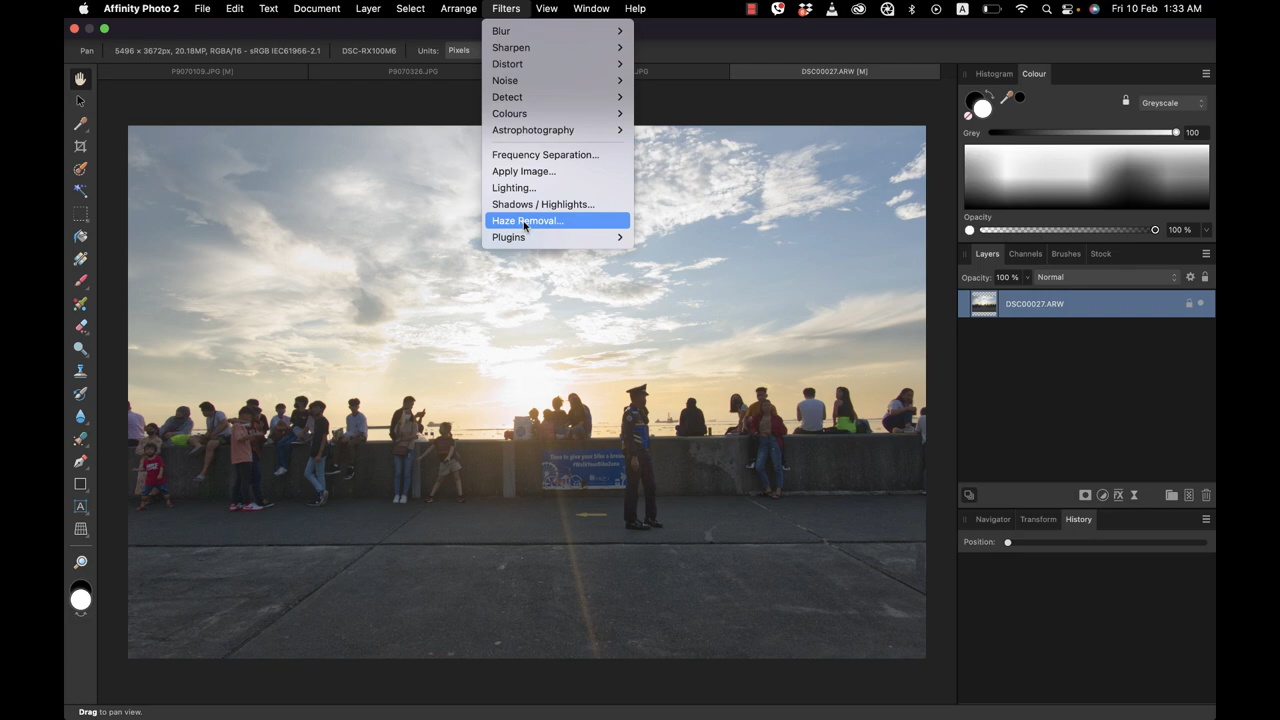 Affinity Photo 2 File Edit Text Document Layer Select Arrange Filters View Window Help A Fri 10 Feb 1:33 AM
Pan 5496 × 3672px, 20.18MP, RGBA/16 - sRGB IEC61966-2.1 DSC-RX100M6 Units: Pixels
P9070109.JPG [M] P9070326.JPG JPG DSC00027.ARW [M]
Blur
Sharpen
Distort
Noise
Detect
Colours
Astrophotography
Frequency Separation...
Apply Image...
Lighting...
Shadows / Highlights...
Haze Removal...
Plugins
Histogram Colour
Greyscale
Grey 100
Opacity
100 %
Layers Channels Brushes Stock
Opacity: 100 % Normal
DSC00027.ARW
Navigator Transform History
Position:
A
Drag to pan view.